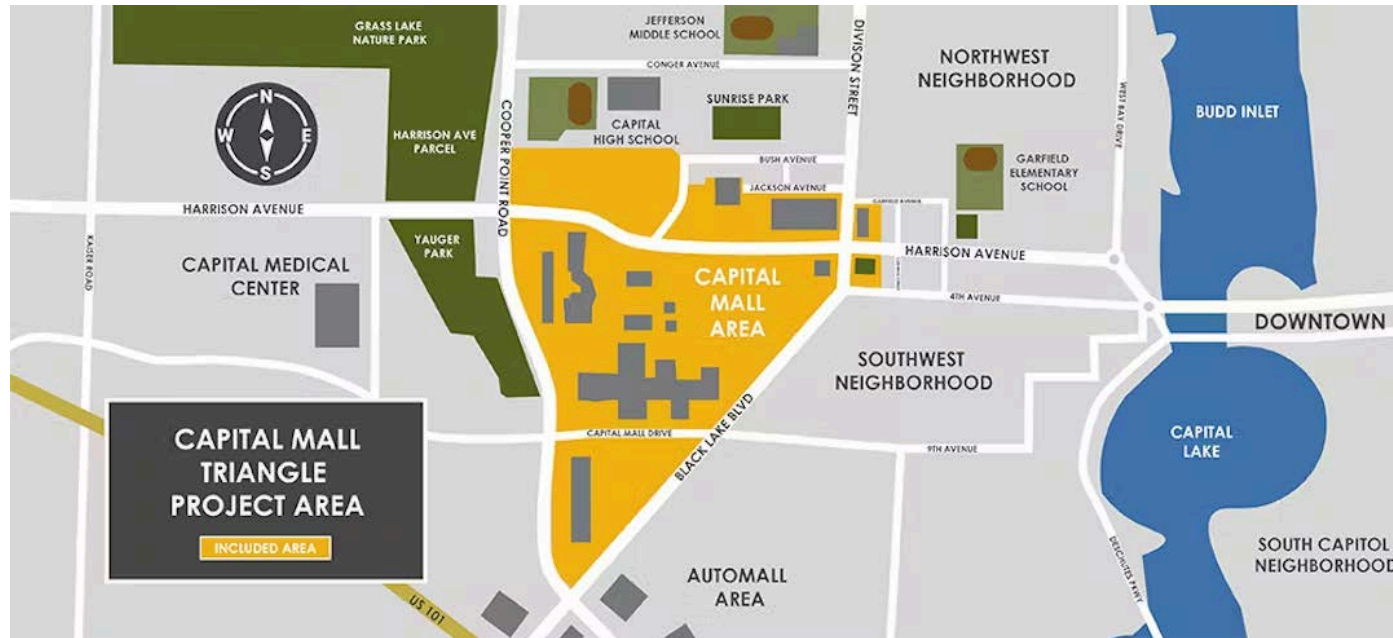 GRASS LAKE
NATURE PARK
JEFFERSON
MIDDLE SCHOOL
CONGER AVENUE
DIVISON STREET
NORTHWEST
NEIGHBORHOOD
WEST BAY DRIVE
BUDD INLET
N
W
E
S
COOPER POINT ROAD
SUNRISE PARK
CAPITAL
HIGH SCHOOL
HARRISON AVE
PARCEL
BUSH AVENUE
JACKSON AVENUE
GARFIELD
ELEMENTARY
SCHOOL
GARFIELD AVENUE
HARRISON AVENUE
HARRISON AVENUE
KAISER ROAD
YAUGER
PARK
CAPITAL MEDICAL
CENTER
CAPITAL
MALL
AREA
4TH AVENUE
DOWNTOWN
SOUTHWEST
NEIGHBORHOOD
CAPITAL MALL DRIVE
BLACK LAKE BLVD
9TH AVENUE
CAPITAL
LAKE
CAPITAL MALL
TRIANGLE
PROJECT AREA
INCLUDED AREA
US 101
AUTOMALL
AREA
DESCHUTES PKWY
SOUTH CAPITOL
NEIGHBORHOOD